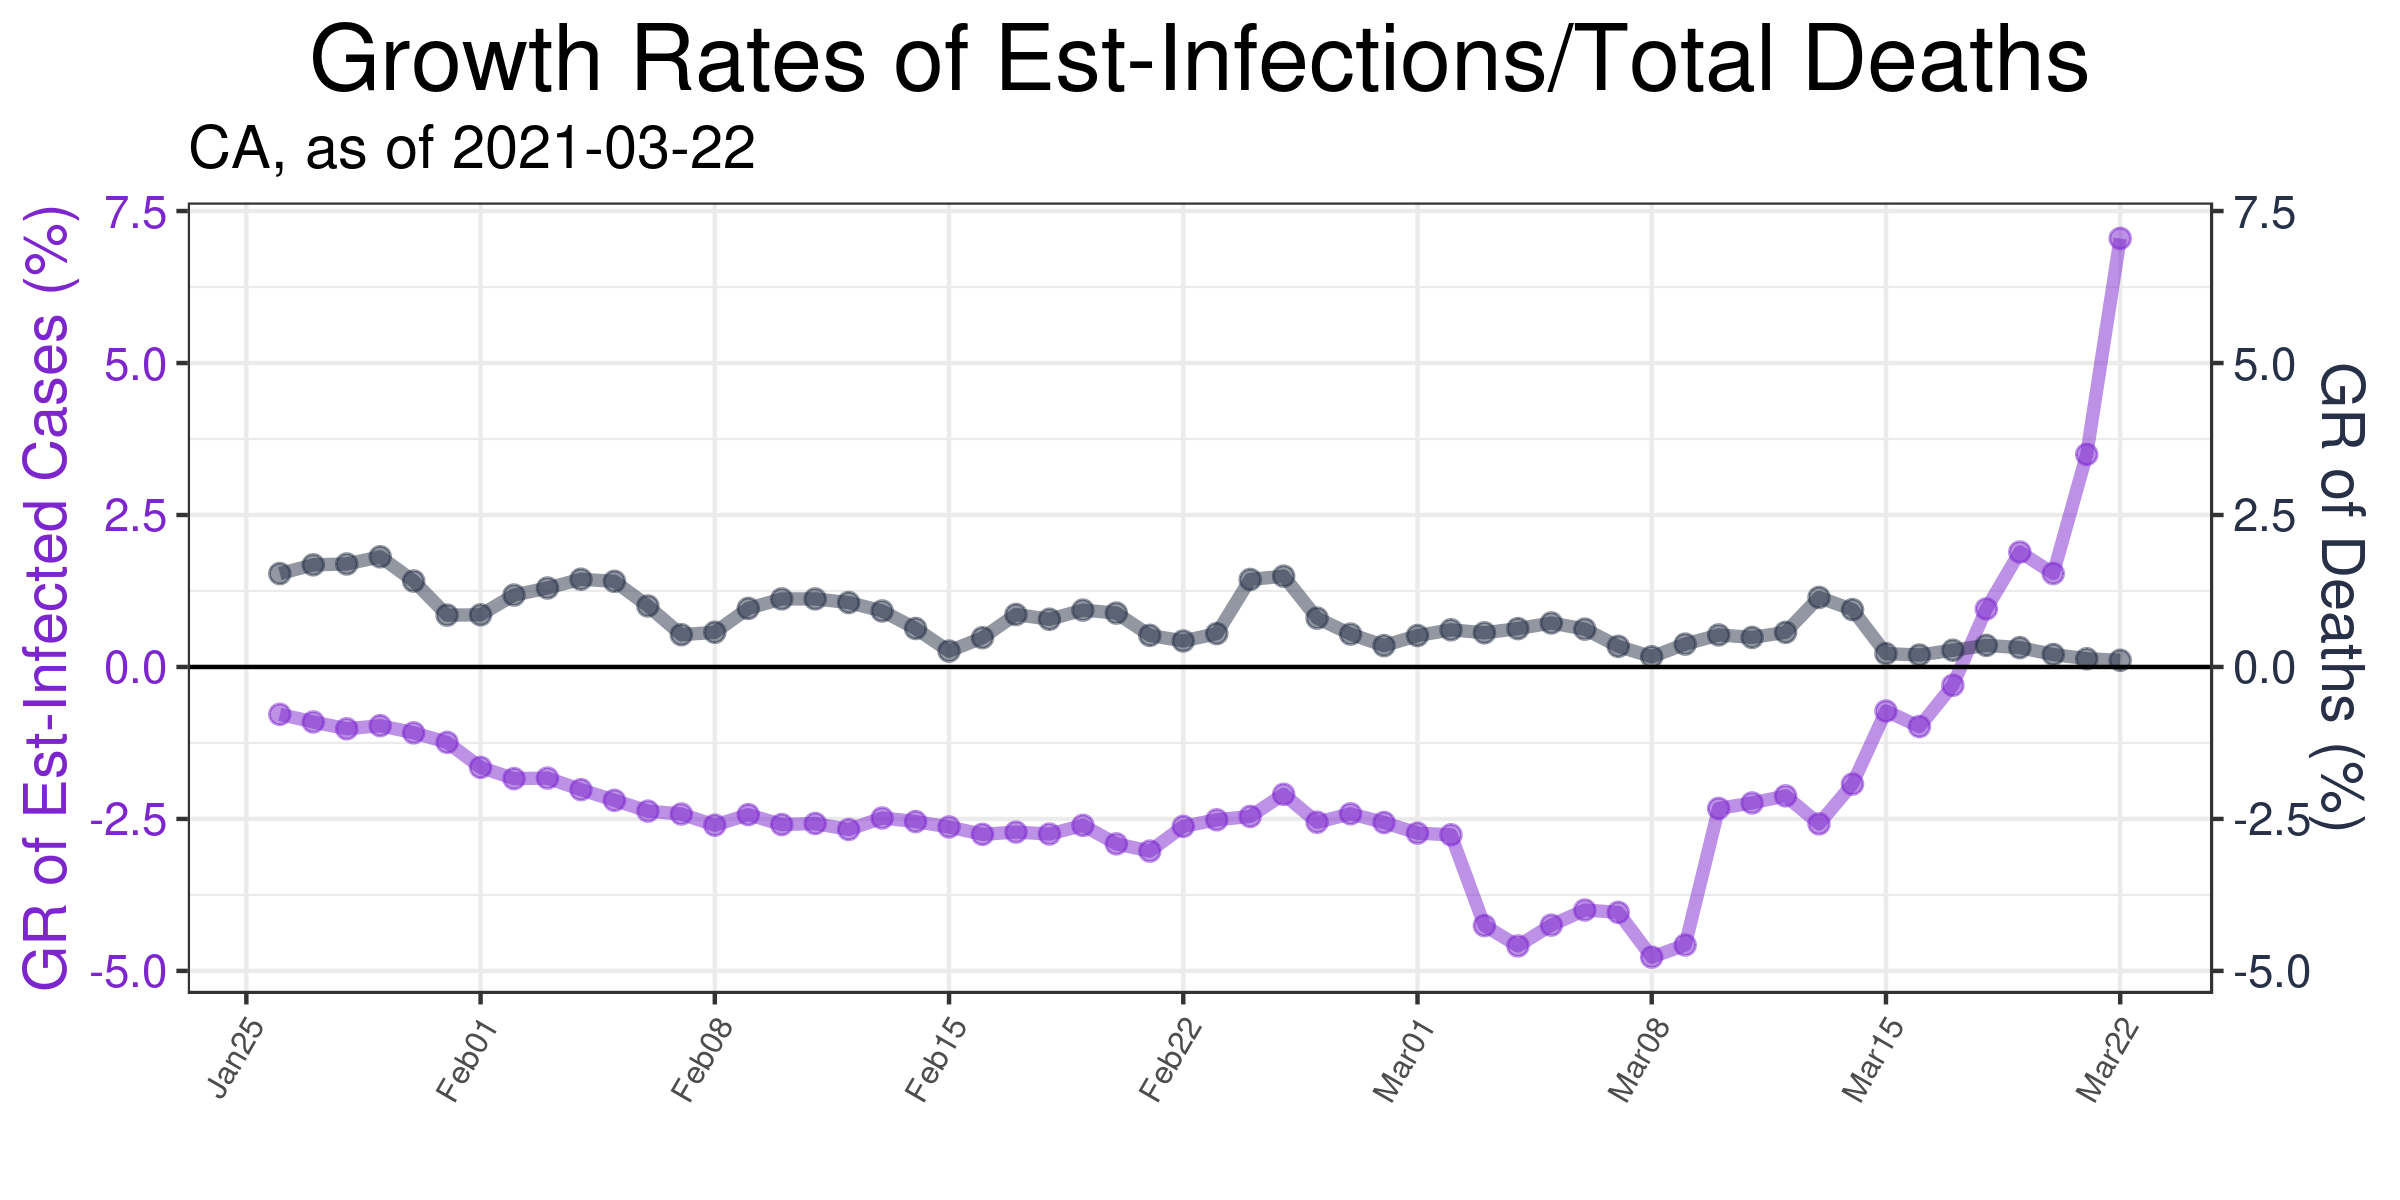 Growth Rates of Est-Infections/Total Deaths
CA, as of 2021-03-22
GR of Est-Infected Cases (%)
7.5
5.0
2.5
0.0
-2.5
-5.0
7.5
5.0
2.5
0.0
-2.5
-5.0
GR of Deaths (%)
Jan25
Feb01
Feb08
Feb15
Feb22
Mar01
Mar08
Mar15
Mar22